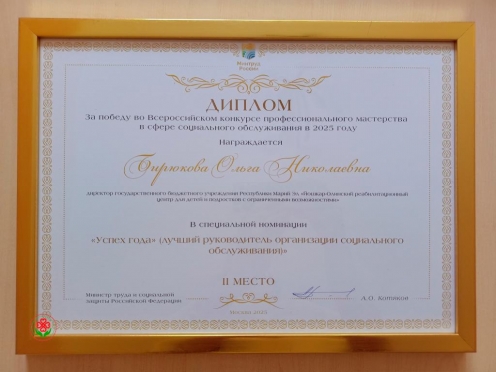 Минтруд
России
ДИПЛОМ
За победу во Всероссийском конкурсе профессионального мастерства
в сфере социального обслуживания в 2025 году
Награждается
Бирюкова Ольга Николаевна
директор государственного бюджетного учреждения Республики Марий Эл «Йошкар-Олинский реабилитационный
центр для детей и подростков с ограниченными возможностями»
В специальной номинации
«Успех года» (лучший руководитель организации социального
обслуживания)»
II МЕСТО
Министр труда и социальной
защиты Российской Федерации
А.О. Котяков
Москва 2025